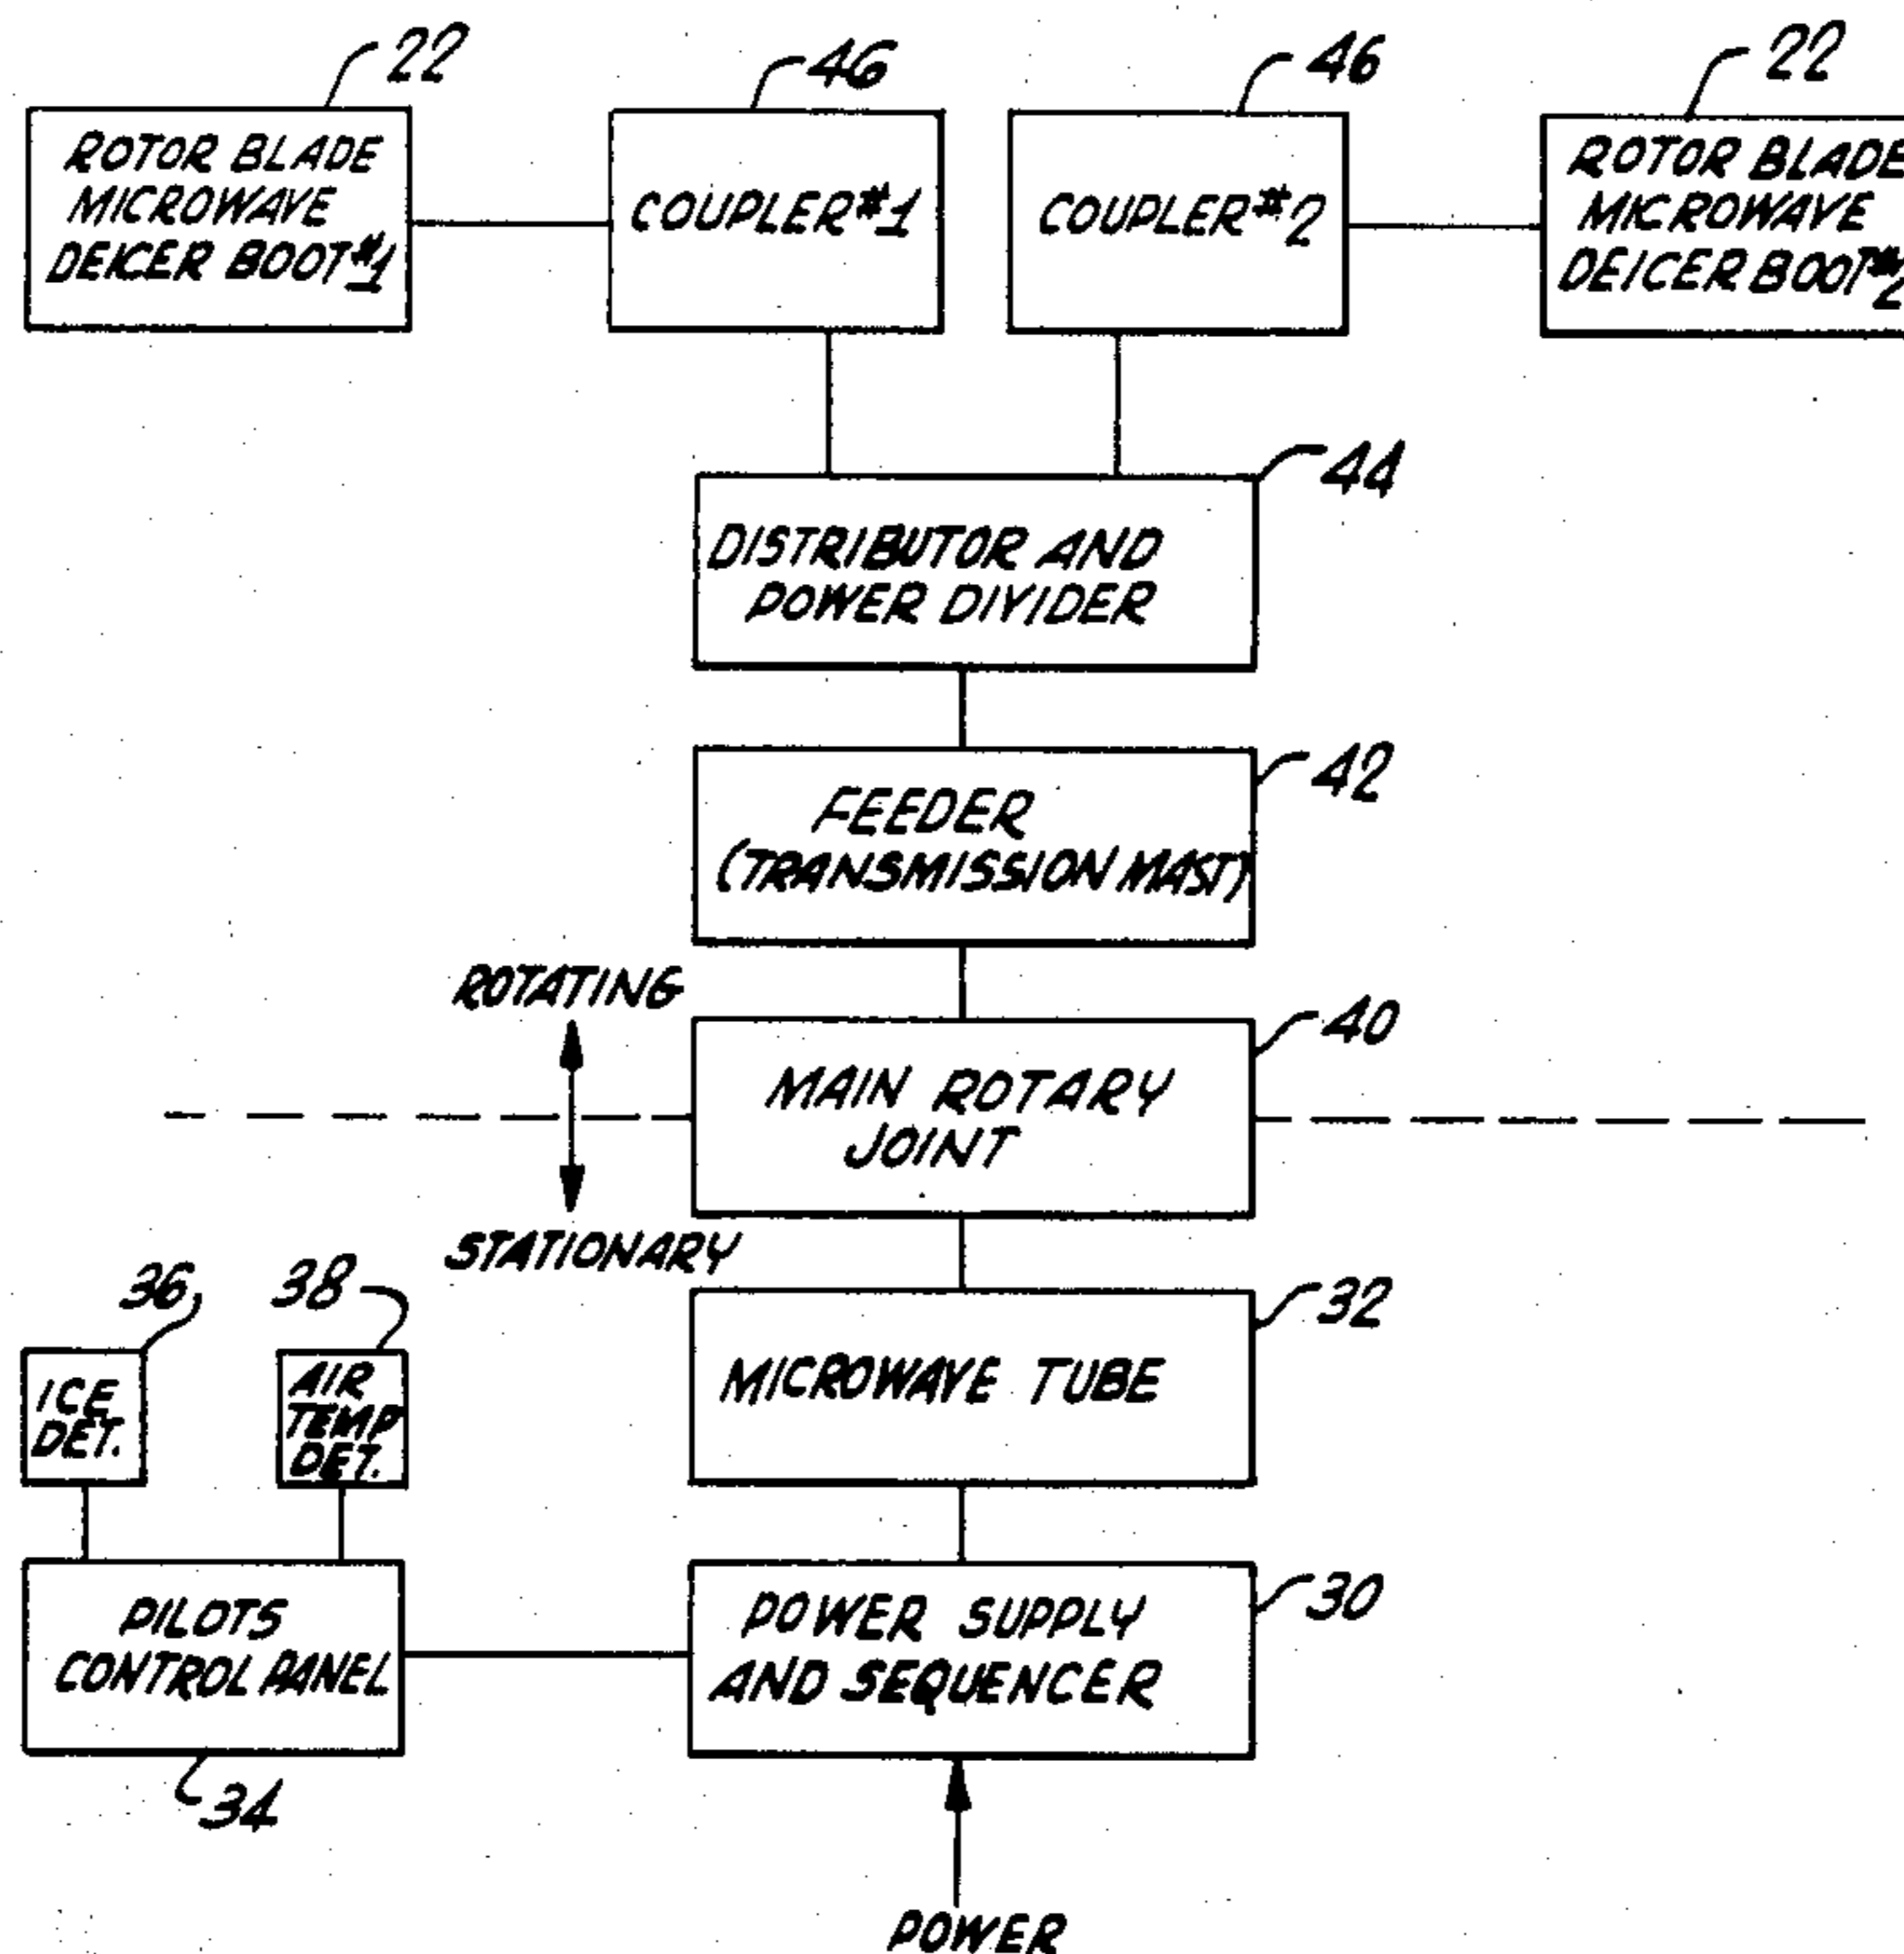 22
46
46
22
ROTOR BLADE
MICROWAVE
DEICER BOOT #1
COUPLER #1
COUPLER #2
ROTOR BLADE
MICROWAVE
DEICER BOOT #2
44
DISTRIBUTOR AND
POWER DIVIDER
42
FEEDER
(TRANSMISSION MAST)
ROTATING
40
MAIN ROTARY
JOINT
STATIONARY
36
38
32
ICE
DET.
AIR
TEMP
DET.
MICROWAVE TUBE
30
PILOTS
CONTROL PANEL
POWER SUPPLY
AND SEQUENCER
34
POWER